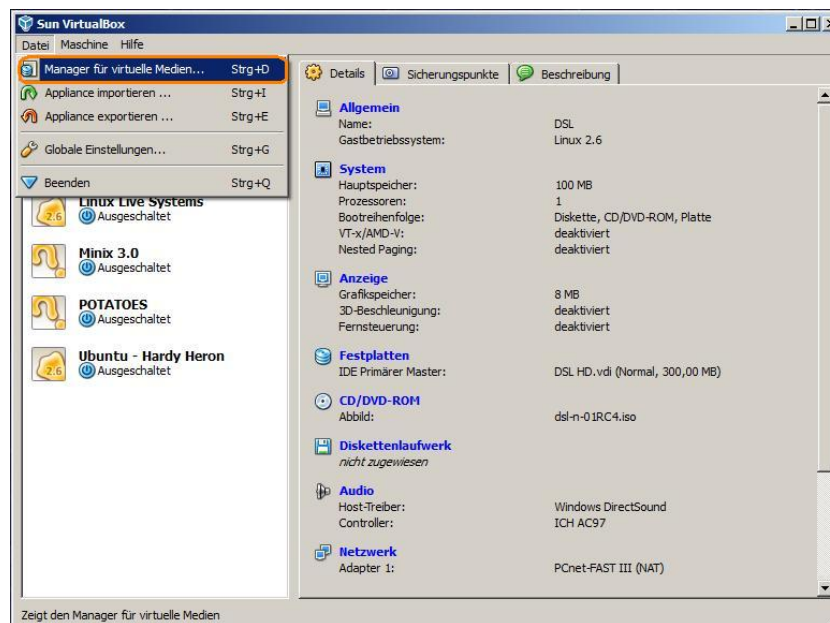 Sun VirtualBox
Datei Maschine Hilfe
Manager für virtuelle Medien... Strg+D
Appliance importieren ... Strg+I
Appliance exportieren ... Strg+E
Globale Einstellungen... Strg+G
Beenden Strg+Q
Linux Live Systems
2.6 Ausgeschaltet
Minix 3.0
Ausgeschaltet
POTATOES
Ausgeschaltet
Ubuntu - Hardy Heron
2.6 Ausgeschaltet
Details Sicherungspunkte Beschreibung
Allgemein
Name: DSL
Gastbetriebssystem: Linux 2.6
System
Hauptspeicher: 100 MB
Prozessoren: 1
Bootreihenfolge: Diskette, CD/DVD-ROM, Platte
VT-x/AMD-V: deaktiviert
Nested Paging: deaktiviert
Anzeige
Grafikspeicher: 8 MB
3D-Beschleunigung: deaktiviert
Fernsteuerung: deaktiviert
Festplatten
IDE Primärer Master: DSL HD.vdi (Normal, 300,00 MB)
CD/DVD-ROM
Abbild: dsl-n-01RC4.iso
Diskettenlaufwerk
nicht zugewiesen
Audio
Host-Treiber: Windows DirectSound
Controller: ICH AC97
Netzwerk
Adapter 1: PCnet-FAST III (NAT)
Zeigt den Manager für virtuelle Medien